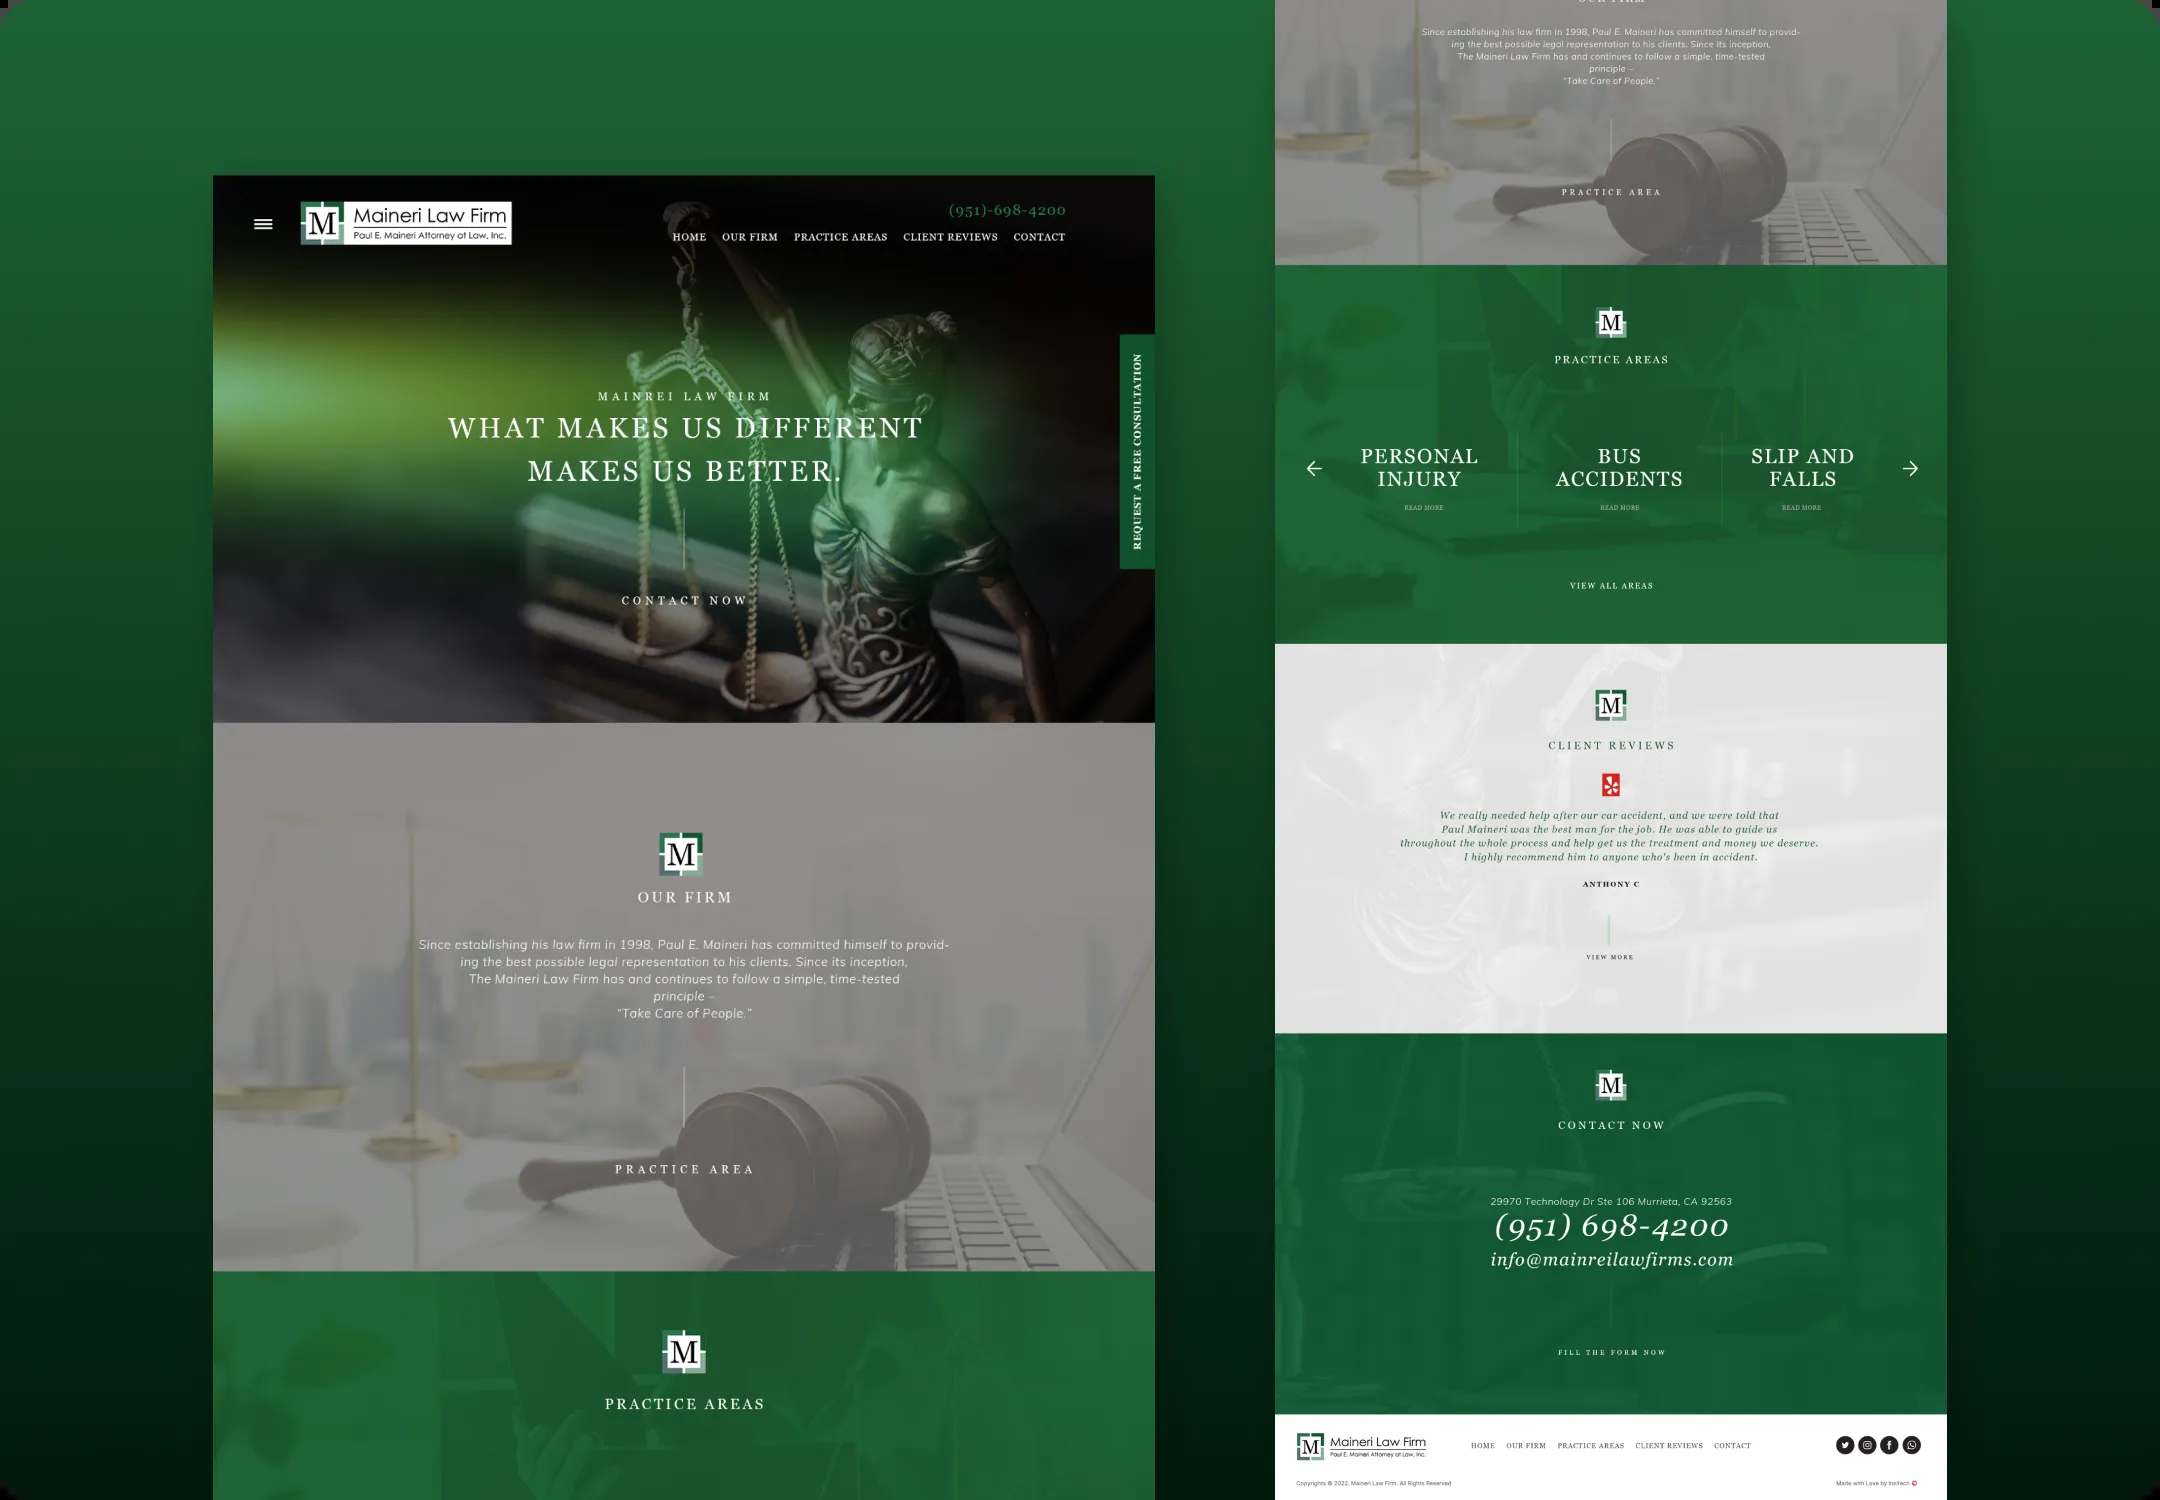 M
Maineri Law Firm
Paul E. Maineri Attorney at Law, Inc.
(951)-698-4200
HOME OUR FIRM PRACTICE AREAS CLIENT REVIEWS CONTACT
REQUEST A FREE CONSULTATION
MAINREI LAW FIRM
WHAT MAKES US DIFFERENT
MAKES US BETTER.
CONTACT NOW
M
OUR FIRM
Since establishing his law firm in 1998, Paul E. Maineri has committed himself to provid-
ing the best possible legal representation to his clients. Since its inception,
The Maineri Law Firm has and continues to follow a simple, time-tested
principle –
“Take Care of People.”
PRACTICE AREA
M
PRACTICE AREAS
OUR FIRM
Since establishing his law firm in 1998, Paul E. Maineri has committed himself to provid-
ing the best possible legal representation to his clients. Since its inception,
The Maineri Law Firm has and continues to follow a simple, time-tested
principle –
“Take Care of People.”
PRACTICE AREA
M
PRACTICE AREAS
PERSONAL
INJURY
READ MORE
BUS
ACCIDENTS
READ MORE
SLIP AND
FALLS
READ MORE
VIEW ALL AREAS
M
CLIENT REVIEWS
We really needed help after our car accident, and we were told that
Paul Maineri was the best man for the job. He was able to guide us
throughout the whole process and help get us the treatment and money we deserve.
I highly recommend him to anyone who's been in accident.
ANTHONY C
VIEW MORE
M
CONTACT NOW
29970 Technology Dr Ste 106 Murrieta, CA 92563
(951) 698-4200
info@mainreilawfirms.com
FILL THE FORM NOW
M
Maineri Law Firm
Paul E. Maineri Attorney at Law, Inc.
HOME OUR FIRM PRACTICE AREAS CLIENT REVIEWS CONTACT
Copyrights © 2022. Maineri Law Firm. All Rights Reserved
Made with Love by Insitech